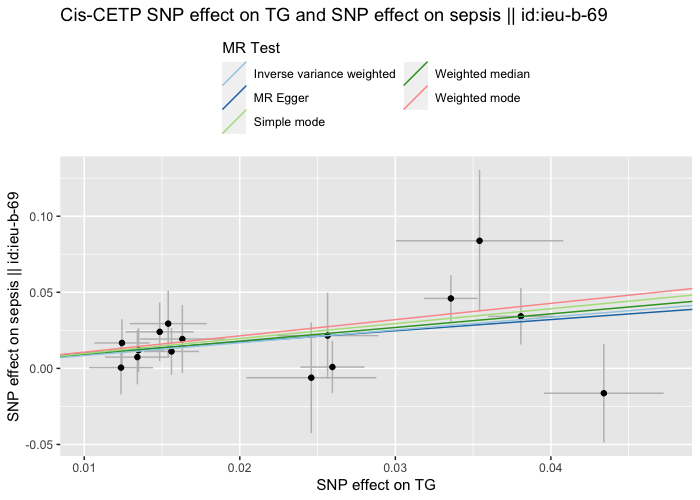 Cis-CETP SNP effect on TG and SNP effect on sepsis || id:ieu-b-69
MR Test
Inverse variance weighted
Weighted median
MR Egger
Weighted mode
Simple mode
SNP effect on sepsis || id:ieu-b-69
0.10
0.05
0.00
-0.05
0.01
0.02
0.03
0.04
SNP effect on TG